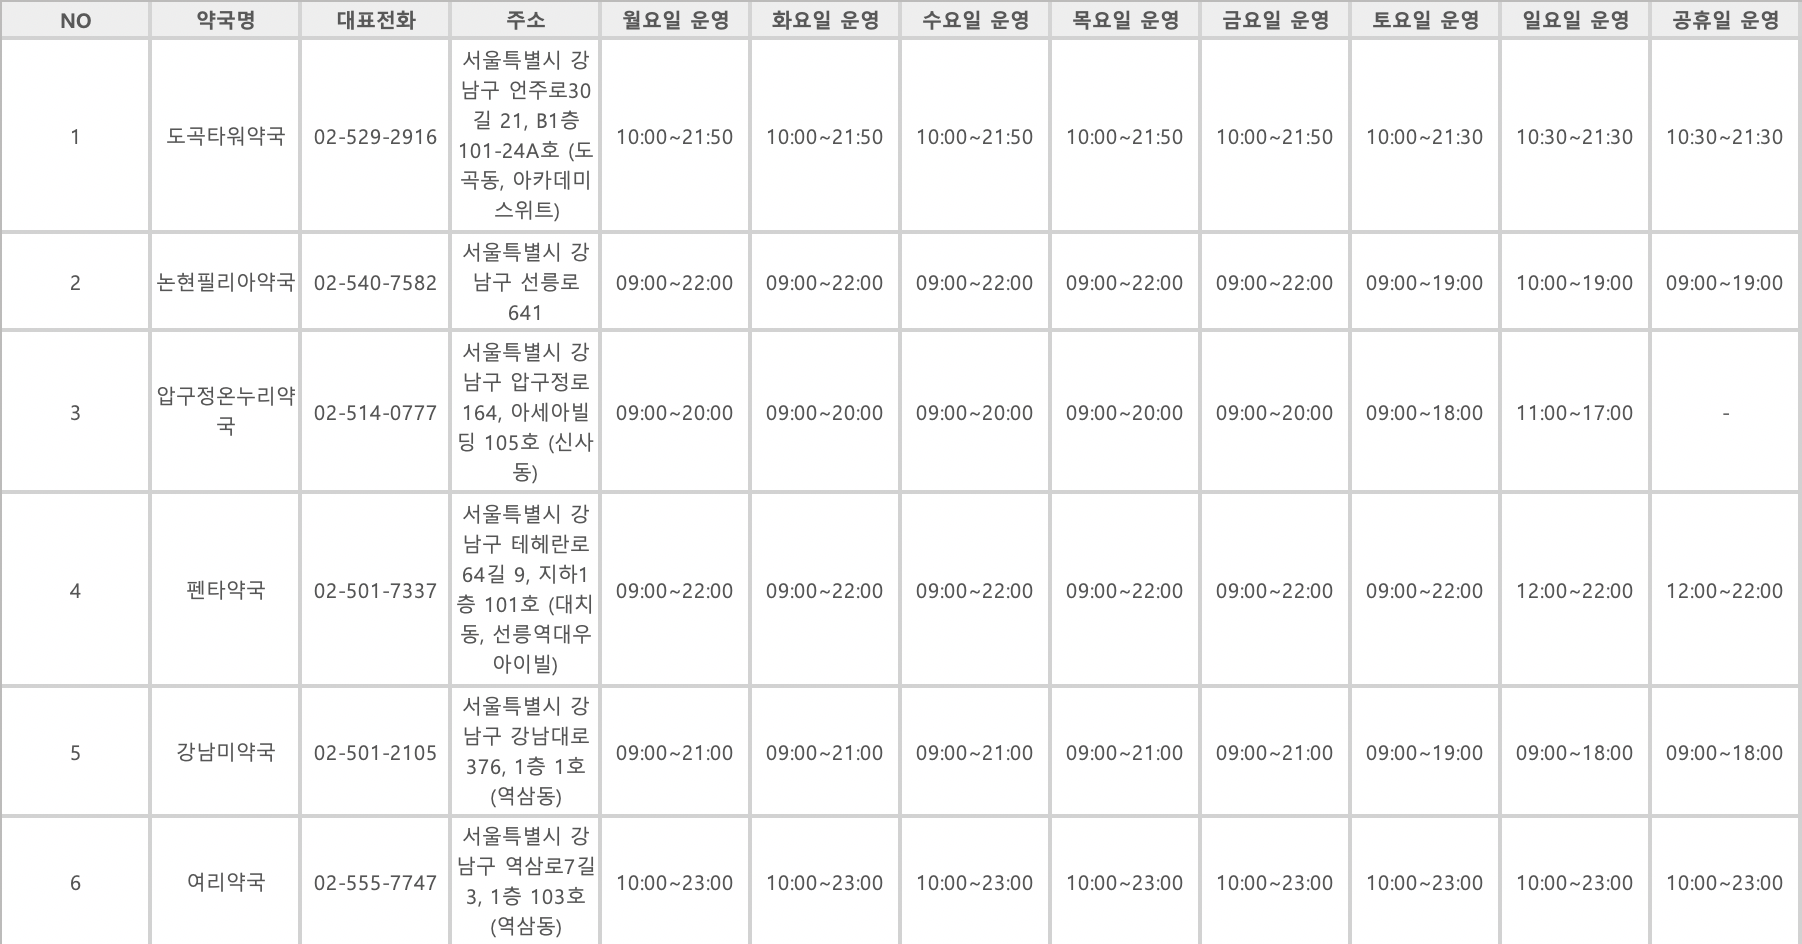 NO 약국명 대표전화 주소 월요일 운영 화요일 운영 수요일 운영 목요일 운영 금요일 운영 토요일 운영 일요일 운영 공휴일 운영
1 도곡타워약국 02-529-2916
서울특별시 강
남구 언주로30
길 21, B1층
101-24A호 (도
곡동, 아카데미
스위트)
10:00~21:50 10:00~21:50 10:00~21:50 10:00~21:50 10:00~21:50 10:00~21:30 10:30~21:30 10:30~21:30
2 논현필리아약국 02-540-7582
서울특별시 강
남구 선릉로
641
09:00~22:00 09:00~22:00 09:00~22:00 09:00~22:00 09:00~22:00 09:00~19:00 10:00~19:00 09:00~19:00
3
압구정온누리약
국
02-514-0777
서울특별시 강
남구 압구정로
164, 아세아빌
딩 105호 (신사
동)
09:00~20:00 09:00~20:00 09:00~20:00 09:00~20:00 09:00~20:00 09:00~18:00 11:00~17:00 -
4 펜타약국 02-501-7337
서울특별시 강
남구 테헤란로
64길 9, 지하1
층 101호 (대치
동, 선릉역대우
아이빌)
09:00~22:00 09:00~22:00 09:00~22:00 09:00~22:00 09:00~22:00 09:00~22:00 12:00~22:00 12:00~22:00
5 강남미약국 02-501-2105
서울특별시 강
남구 강남대로
376, 1층 1호
(역삼동)
09:00~21:00 09:00~21:00 09:00~21:00 09:00~21:00 09:00~21:00 09:00~19:00 09:00~18:00 09:00~18:00
6 여리약국 02-555-7747
서울특별시 강
남구 역삼로7길
3, 1층 103호
(역삼동)
10:00~23:00 10:00~23:00 10:00~23:00 10:00~23:00 10:00~23:00 10:00~23:00 10:00~23:00 10:00~23:00